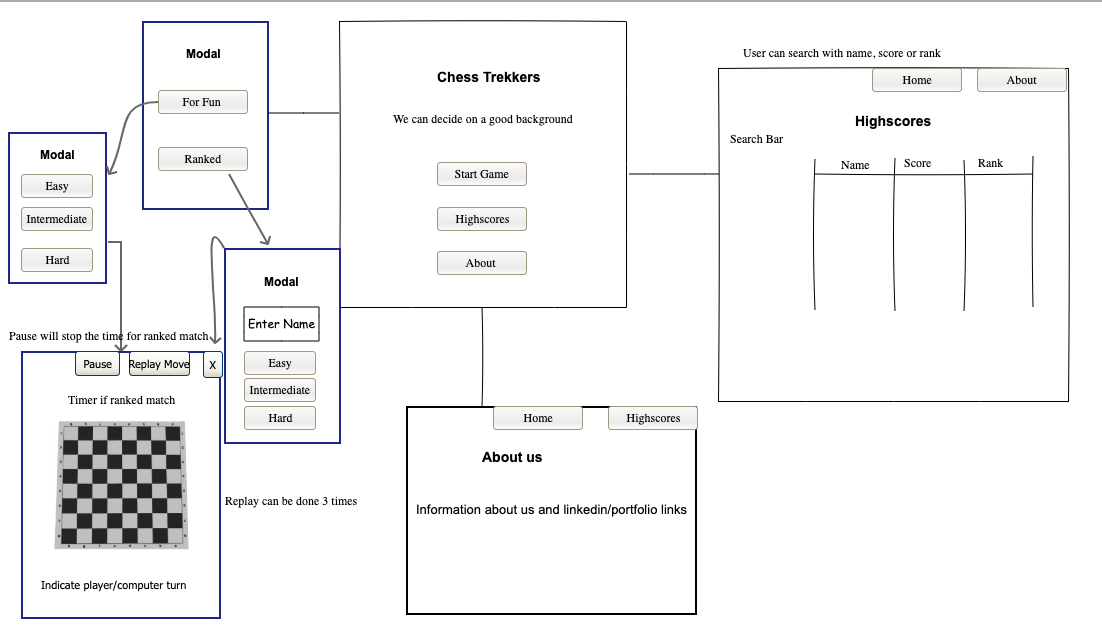 Modal
For Fun
Ranked
Modal
Easy
Intermediate
Hard
Chess Trekkers
We can decide on a good background
Start Game
Highscores
About
User can search with name, score or rank
Home
About
Highscores
Search Bar
Name
Score
Rank
Modal
Enter Name
Easy
Intermediate
Hard
Pause will stop the time for ranked match
Pause
Replay Move
X
Timer if ranked match
Indicate player/computer turn
Replay can be done 3 times
Home
Highscores
About us
Information about us and linkedin/portfolio links